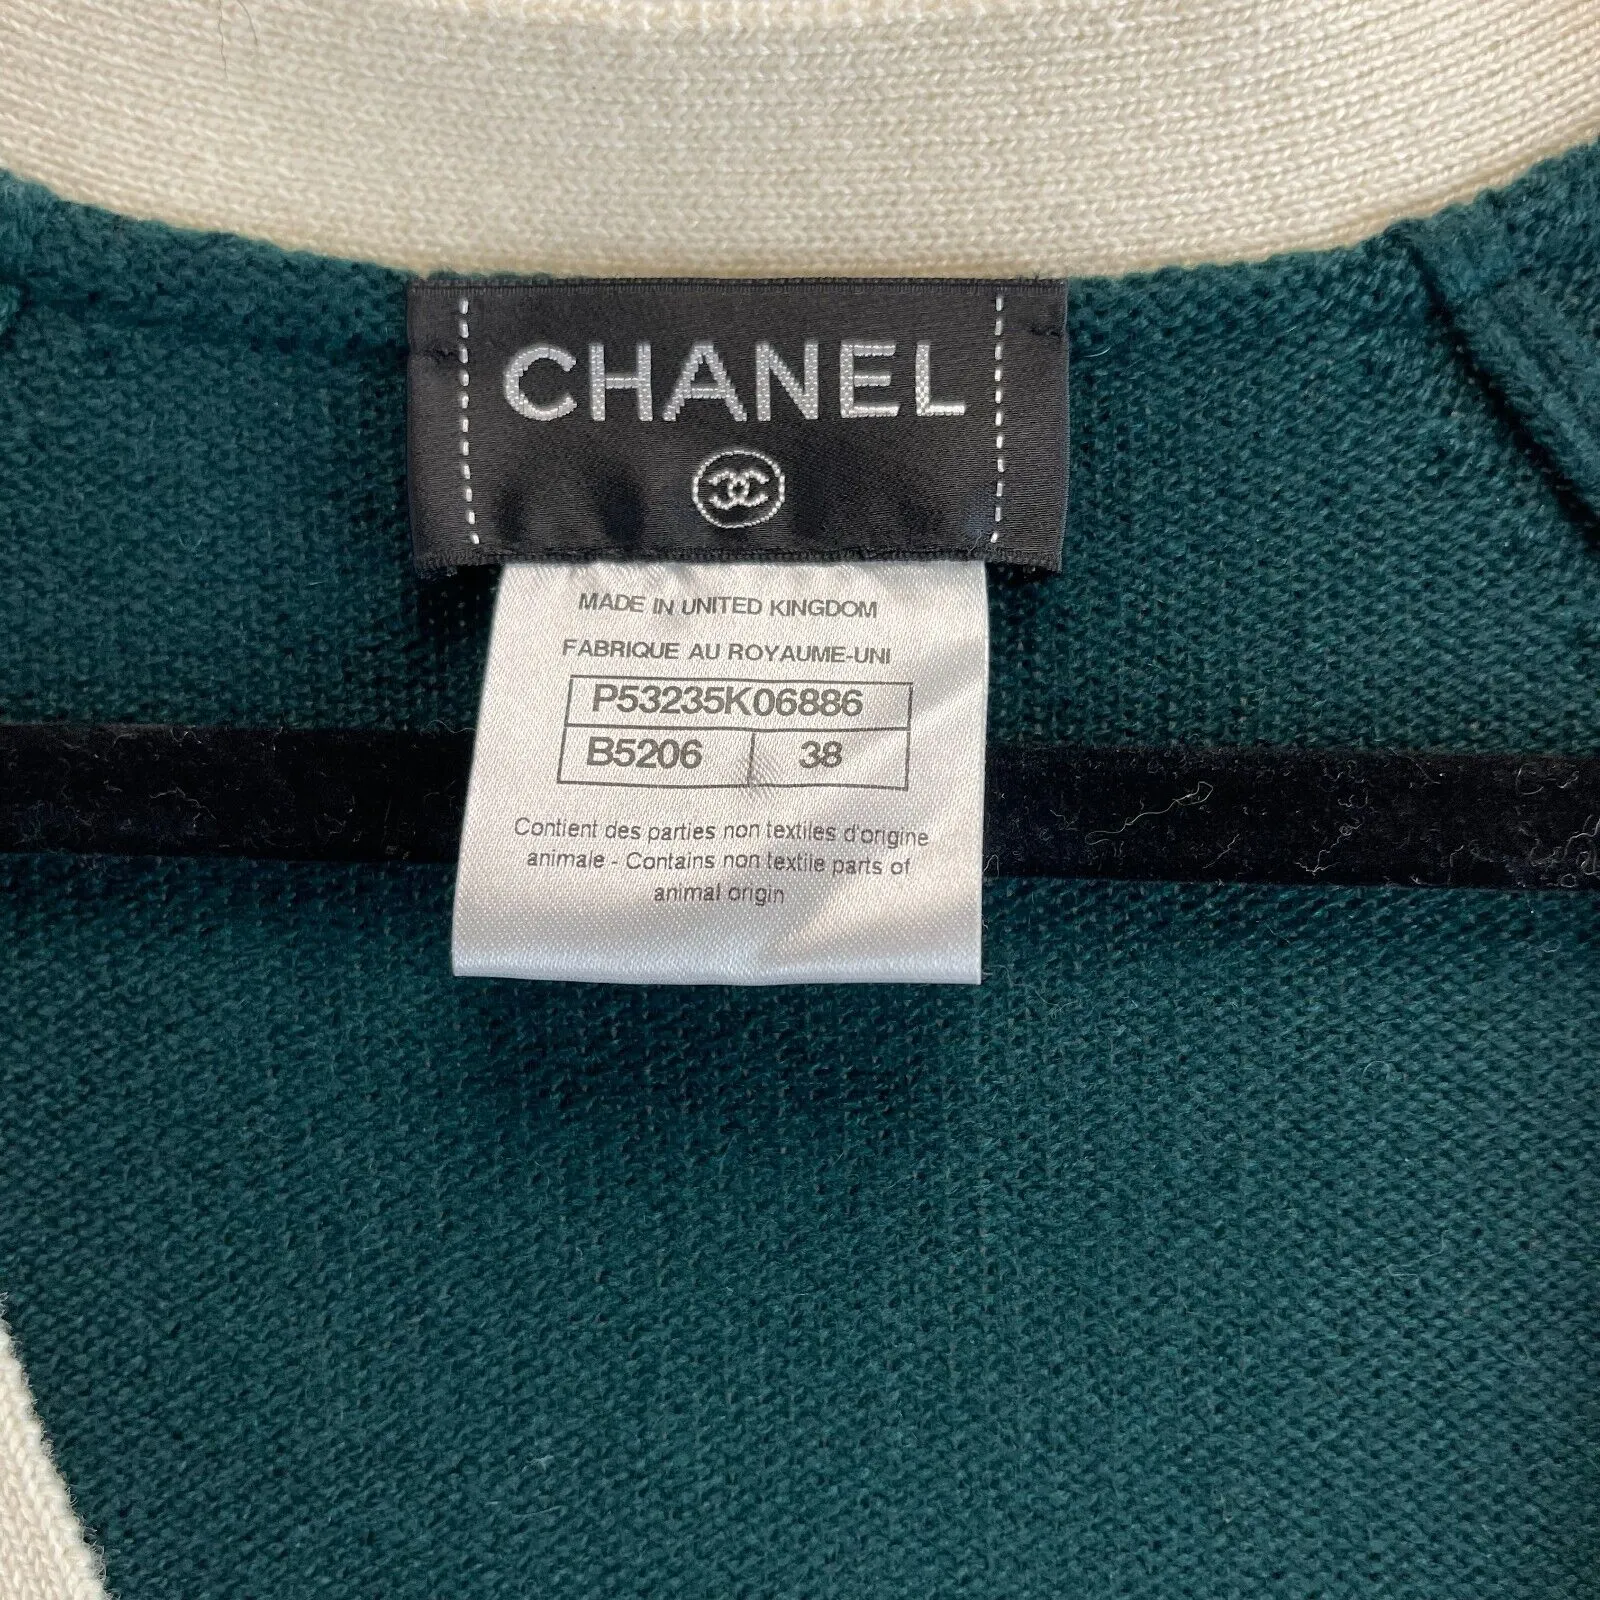 CHANEL
MADE IN UNITED KINGDOM
FABRIQUE AU ROYAUME-UNI
P53235K06886
B5206 38
Contient des parties non textiles d'origine
animale - Contains non textile parts of
animal origin